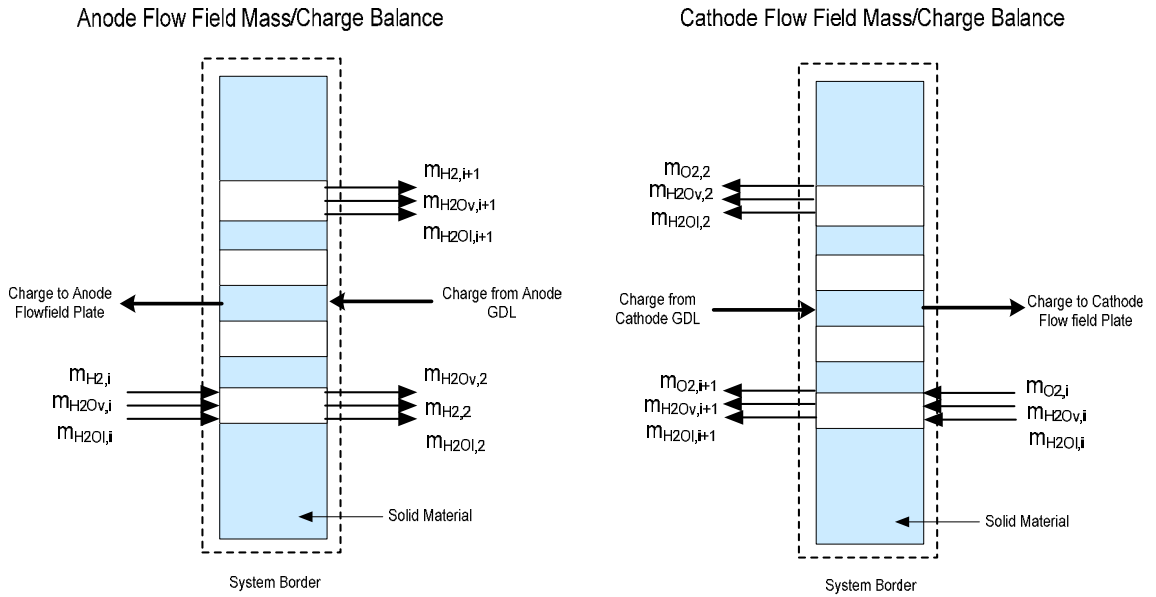 Anode Flow Field Mass/Charge Balance
mH2,i+1
mH2Ov,i+1
mH2Ol,i+1
Charge to Anode
Flowfield Plate
Charge from Anode
GDL
mH2,i
mH2Ov,i
mH2Ol,i
mH2Ov,2
mH2,2
mH2Ol,2
Solid Material
System Border
Cathode Flow Field Mass/Charge Balance
mO2,2
mH2Ov,2
mH2Ol,2
Charge from
Cathode GDL
Charge to Cathode
Flow field Plate
mO2,i+1
mH2Ov,i+1
mH2Ol,i+1
mO2,i
mH2Ov,i
mH2Ol,i
Solid Material
System Border